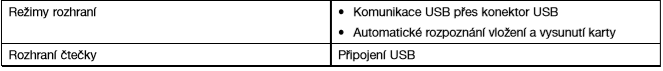 Režimy rozhraní
• Komunikace USB přes konektor USB
• Automatické rozpoznání vložení a vysunutí karty
Rozhraní čtečky
Připojení USB